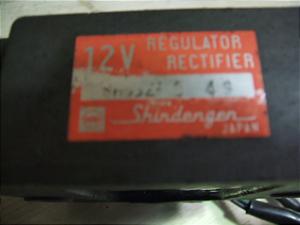 12V REGULATOR
RECTIFIER
Shindengen
JAPAN